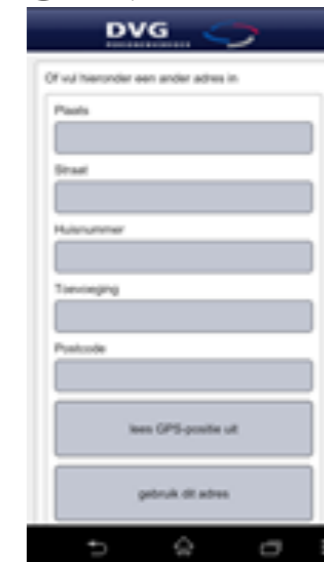 DVG
Of vul hieronder een ander adres in
Plaats
Straat
Huisnummer
Toevoeging
Postcode
lees GPS-positie uit
gebruik dit adres